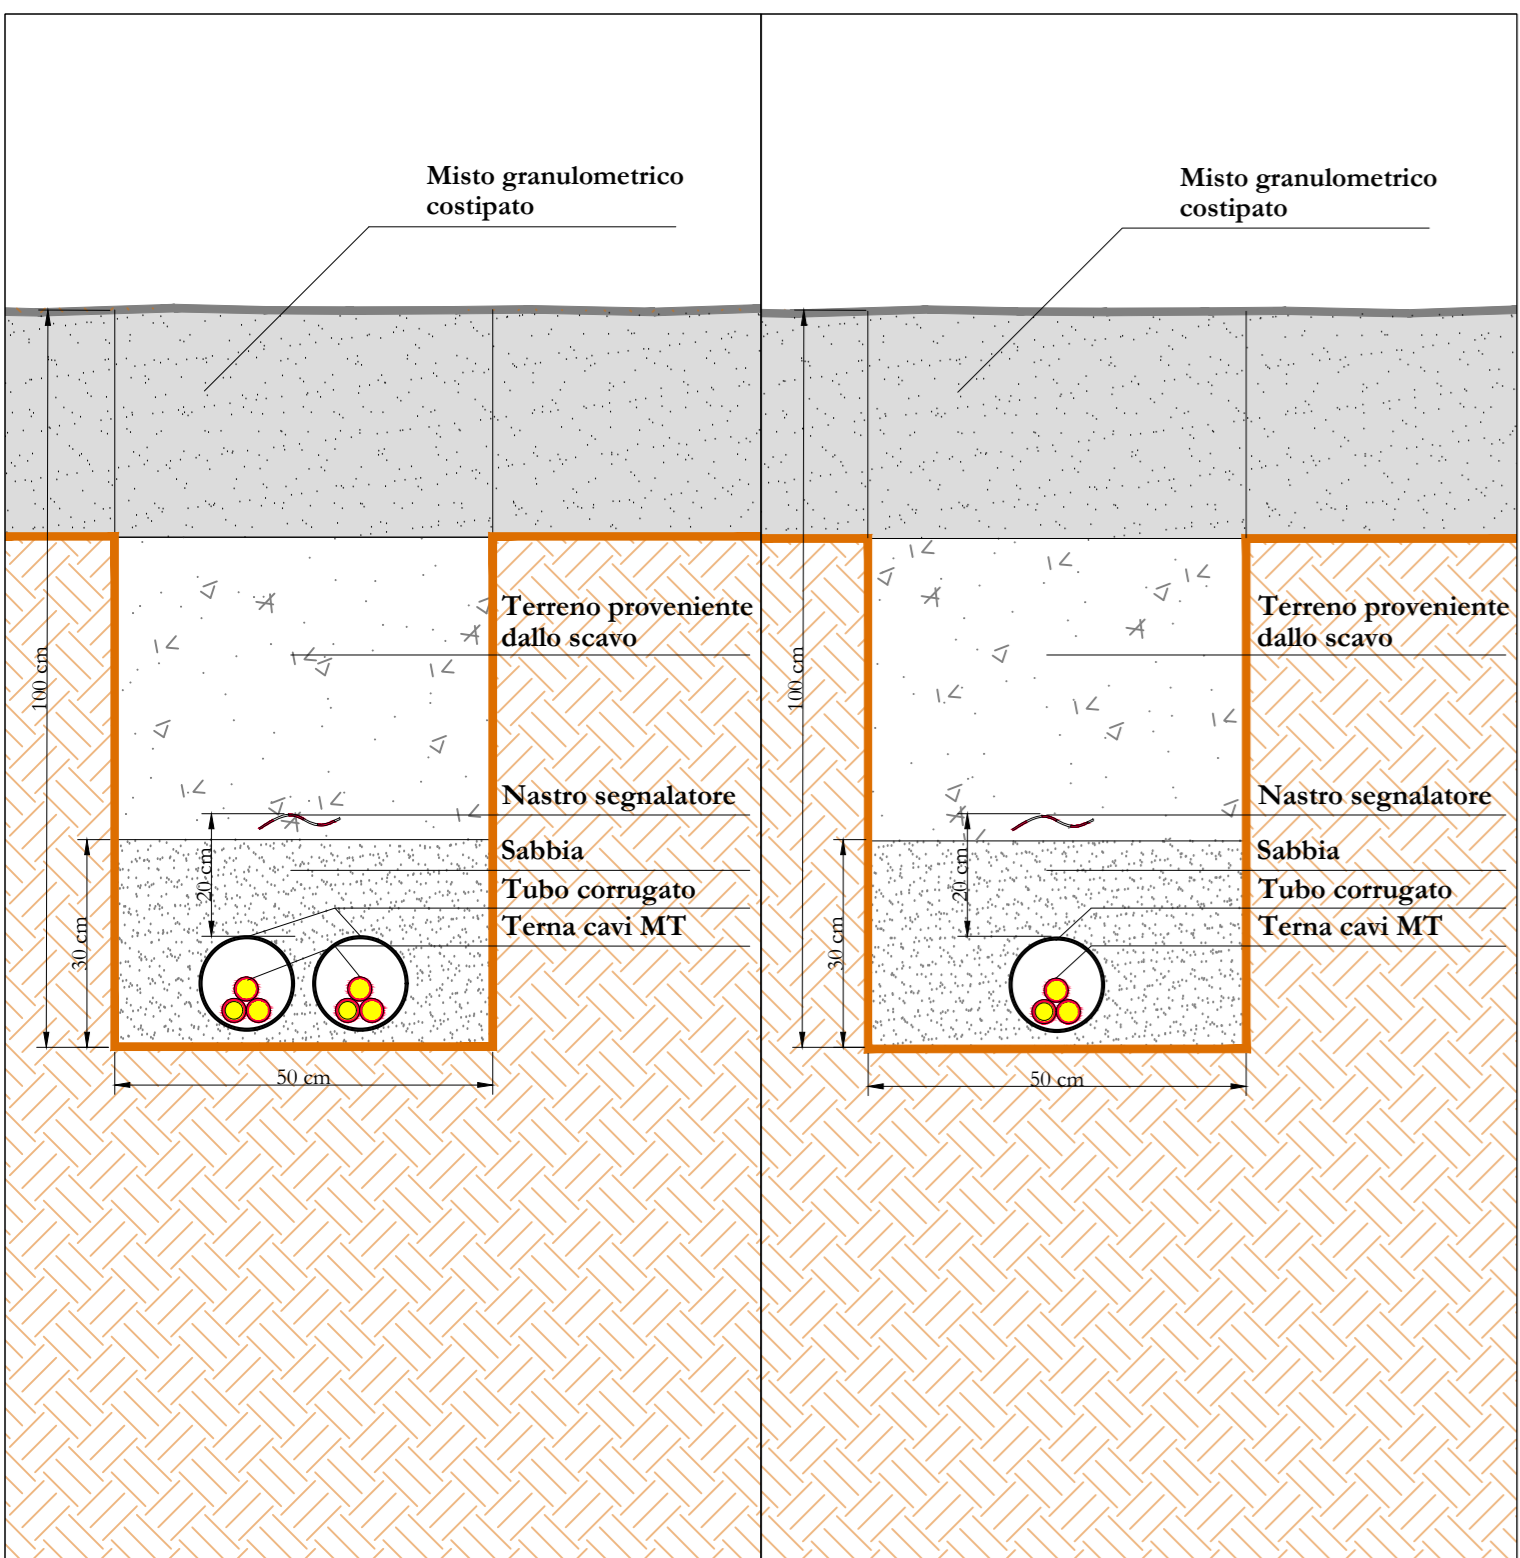 Misto granulometrico
costipato
Terreno proveniente
dallo scavo
100 cm
Nastro segnalatore
Sabbia
20 cm
Tubo corrugato
Terna cavi MT
30 cm
50 cm
Misto granulometrico
costipato
Terreno proveniente
dallo scavo
100 cm
Nastro segnalatore
Sabbia
20 cm
Tubo corrugato
Terna cavi MT
30 cm
50 cm